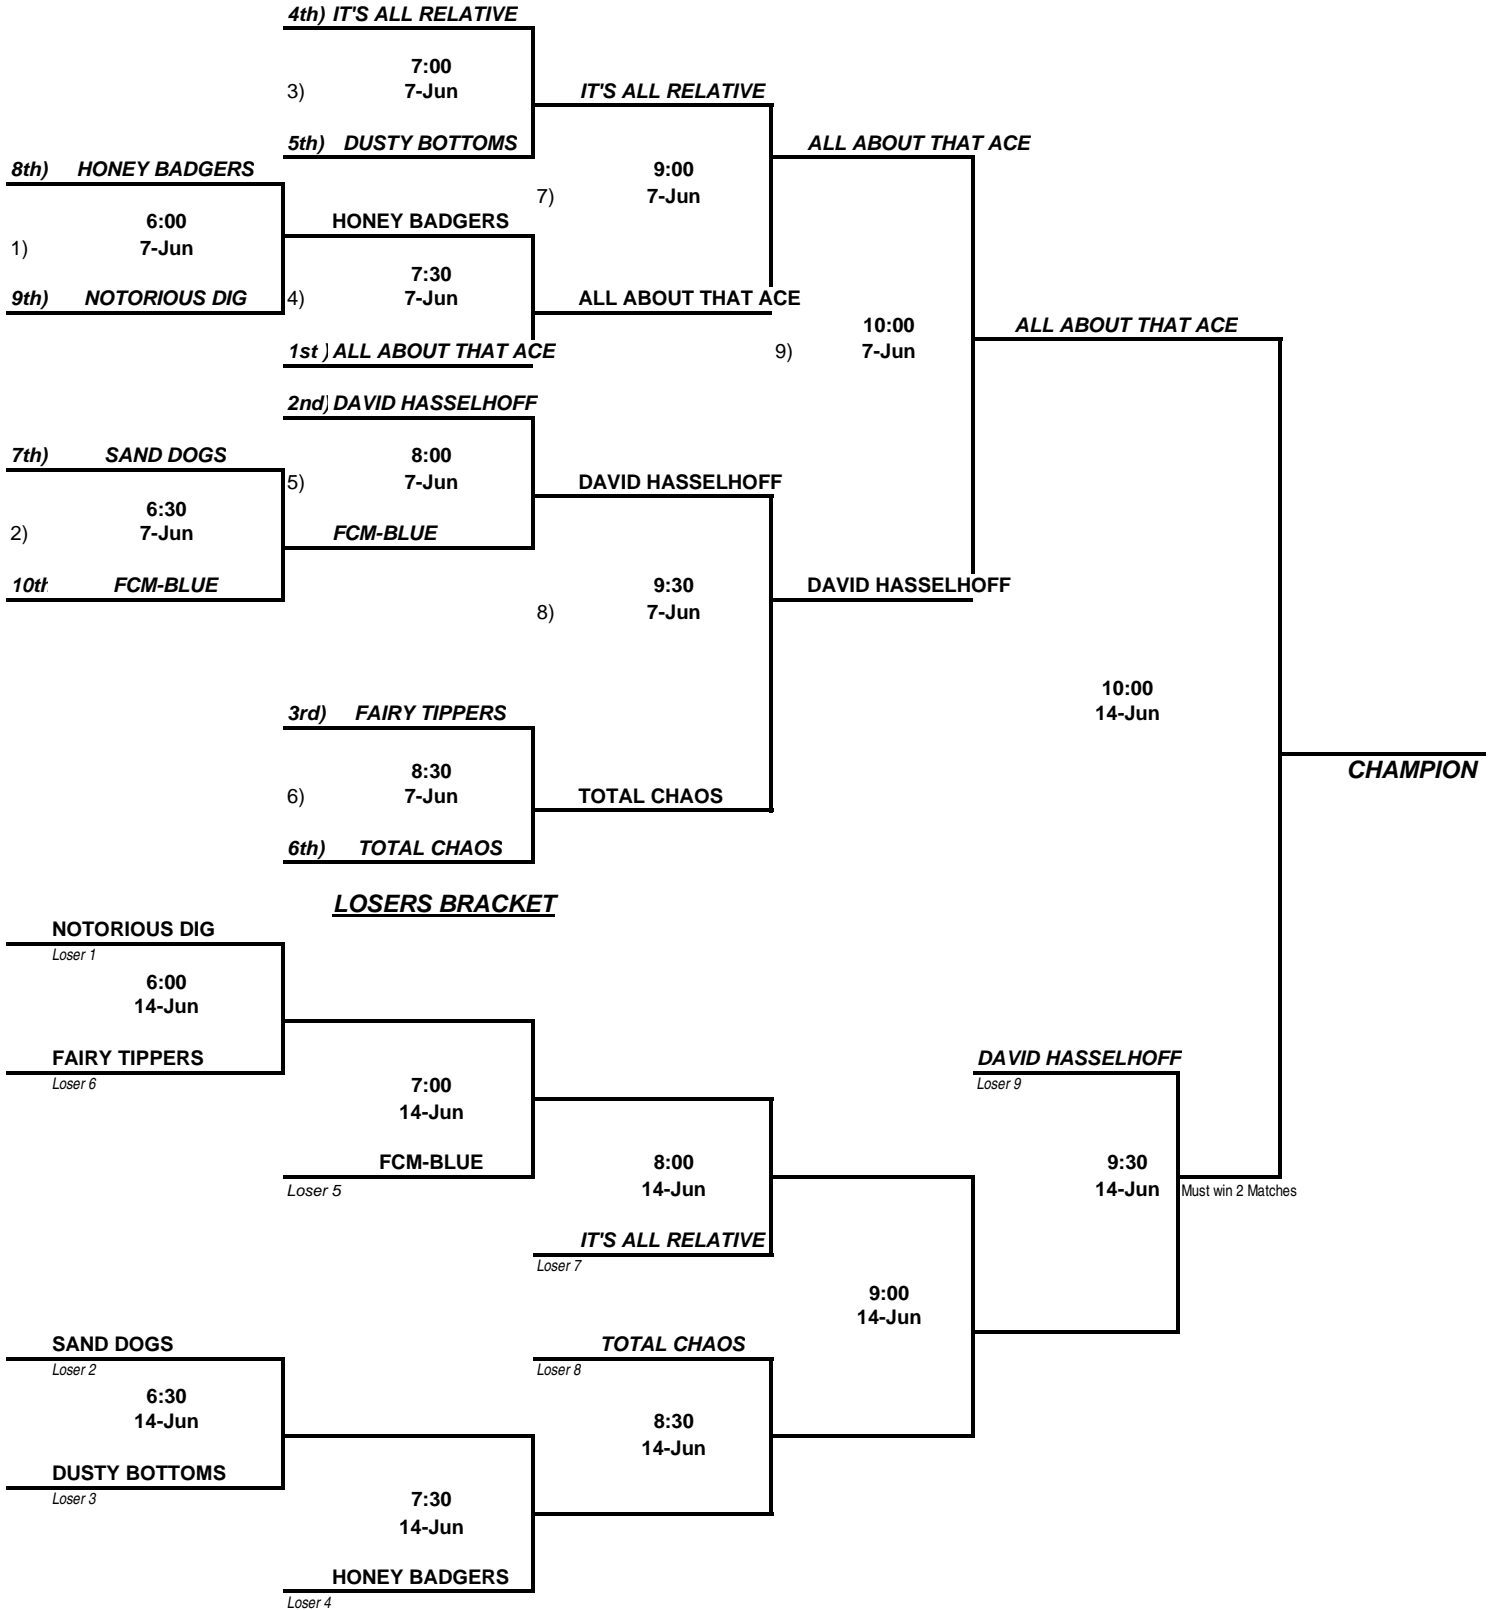 4th) IT'S ALL RELATIVE
7:00
3) 7-Jun IT'S ALL RELATIVE
5th) DUSTY BOTTOMS ALL ABOUT THAT ACE
8th) HONEY BADGERS 9:00
7) 7-Jun
6:00 HONEY BADGERS
1) 7-Jun
7:30
9th) NOTORIOUS DIG 4) 7-Jun ALL ABOUT THAT ACE
10:00 ALL ABOUT THAT ACE
1st ) ALL ABOUT THAT ACE 9) 7-Jun
2nd) DAVID HASSELHOFF
7th) SAND DOGS 8:00
5) 7-Jun DAVID HASSELHOFF
6:30
2) 7-Jun FCM-BLUE
10th FCM-BLUE 9:30 DAVID HASSELHOFF
8) 7-Jun
10:00
3rd) FAIRY TIPPERS 14-Jun
8:30 CHAMPION
6) 7-Jun TOTAL CHAOS
6th) TOTAL CHAOS
LOSERS BRACKET
NOTORIOUS DIG
Loser 1
6:00
14-Jun
FAIRY TIPPERS DAVID HASSELHOFF
Loser 6 7:00 Loser 9
14-Jun
FCM-BLUE 8:00 9:30
Loser 5 14-Jun 14-Jun Must win 2 Matches
IT'S ALL RELATIVE
Loser 7
9:00
14-Jun
SAND DOGS TOTAL CHAOS
Loser 2 Loser 8
6:30
14-Jun 8:30
14-Jun
DUSTY BOTTOMS
Loser 3 7:30
14-Jun
HONEY BADGERS
Loser 4